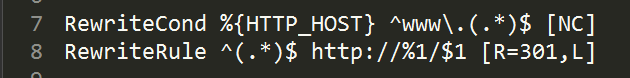 7 RewriteCond %{HTTP_HOST} ^www\.(.*)$ [NC]
8 RewriteRule ^(.*)$ http://%1/$1 [R=301,L]